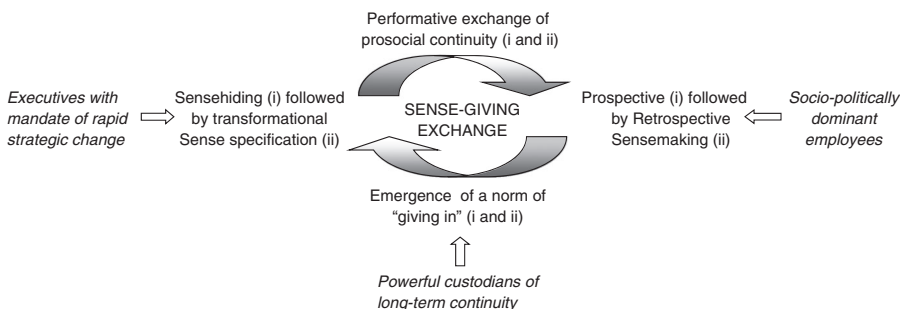 Performative exchange of
prosocial continuity (i and ii)
Executives with
mandate of rapid
strategic change
Sensehiding (i) followed
by transformational
Sense specification (ii)
SENSE-GIVING
EXCHANGE
Prospective (i) followed
by Retrospective
Sensemaking (ii)
Socio-politically
dominant
employees
Emergence of a norm of
“giving in” (i and ii)
Powerful custodians of
long-term continuity